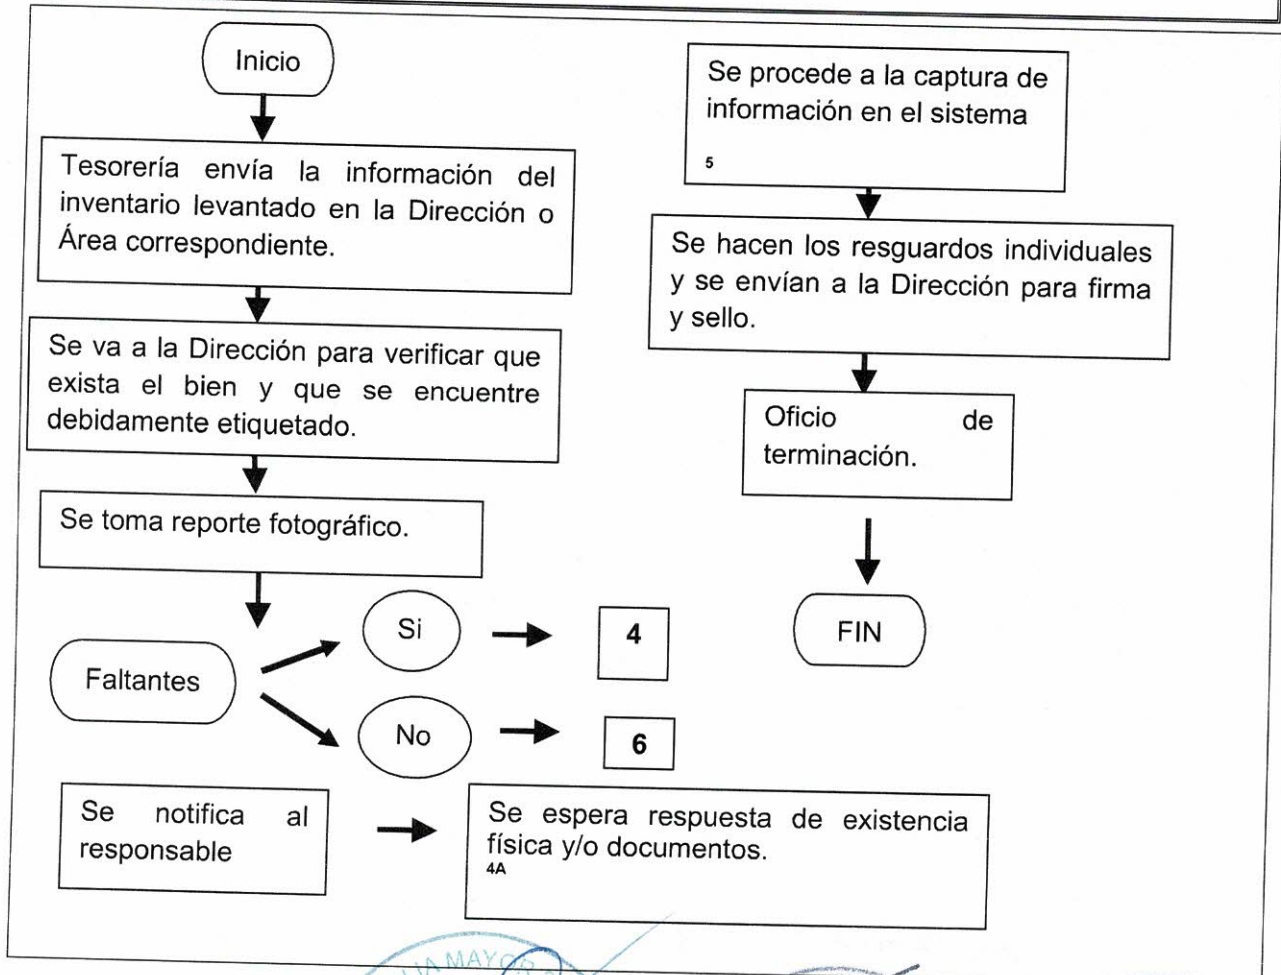 Inicio
Tesorería envía la información del
inventario levantado en la Dirección o
Área correspondiente.
Se va a la Dirección para verificar que
exista el bien y que se encuentre
debidamente etiquetado.
Se toma reporte fotográfico.
Faltantes
Si
4
No
6
Se notifica al
responsable
Se espera respuesta de existencia
física y/o documentos.
4A
Se procede a la captura de
información en el sistema
5
Se hacen los resguardos individuales
y se envían a la Dirección para firma
y sello.
Oficio de
terminación.
FIN
MAYOR